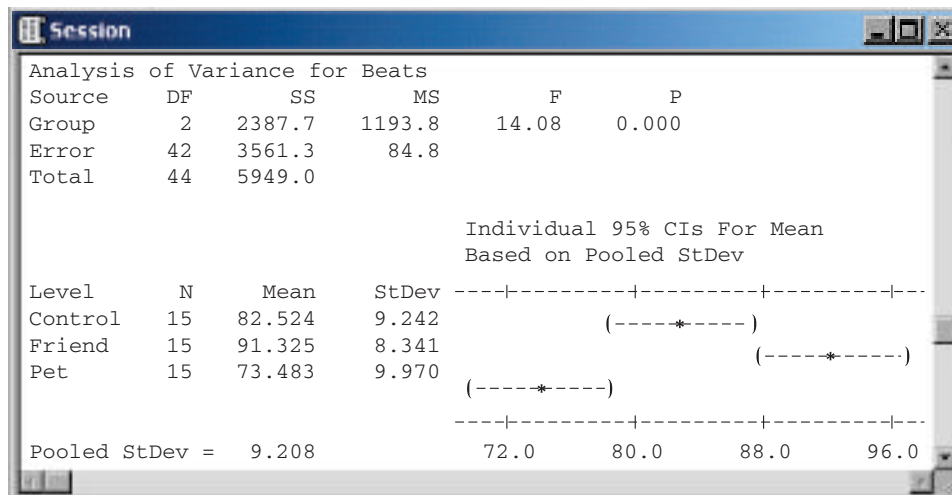 Session
Analysis of Variance for Beats
Source DF SS MS F P
Group 2 2387.7 1193.8 14.08 0.000
Error 42 3561.3 84.8
Total 44 5949.0
Individual 95% CIs For Mean
Based on Pooled StDev
Level N Mean StDev ----+---------+---------+---------+--
Control 15 82.524 9.242 (-----*-----)
Friend 15 91.325 8.341 (-----*-----)
Pet 15 73.483 9.970 (-----*-----)
----+---------+---------+---------+--
Pooled StDev = 9.208 72.0 80.0 88.0 96.0